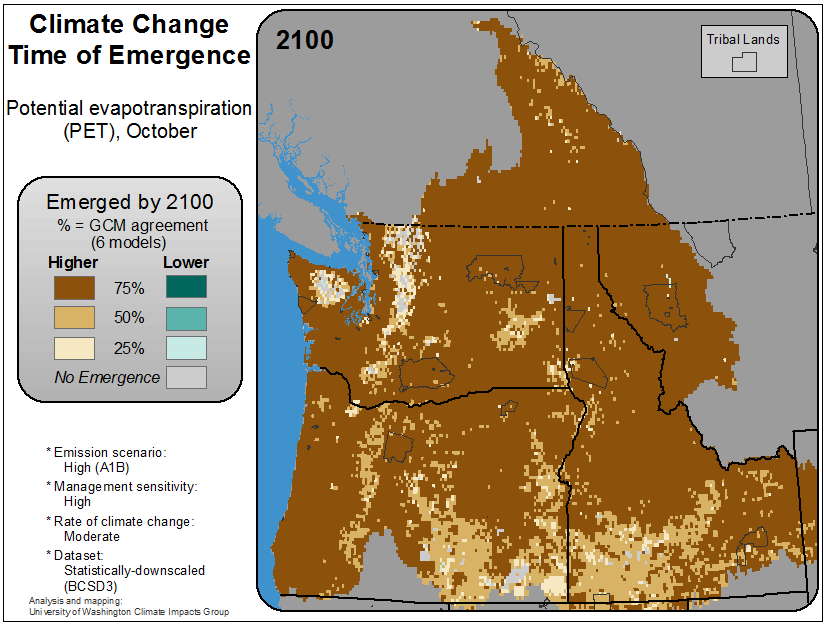 Climate Change
Time of Emergence
Potential evapotranspiration
(PET), October
Emerged by 2100
% = GCM agreement
(6 models)
Higher Lower
75%
50%
25%
No Emergence
* Emission scenario:
High (A1B)
* Management sensitivity:
High
* Rate of climate change:
Moderate
* Dataset:
Statistically-downscaled
(BCSD3)
Analysis and mapping:
University of Washington Climate Impacts Group
2100
Tribal Lands